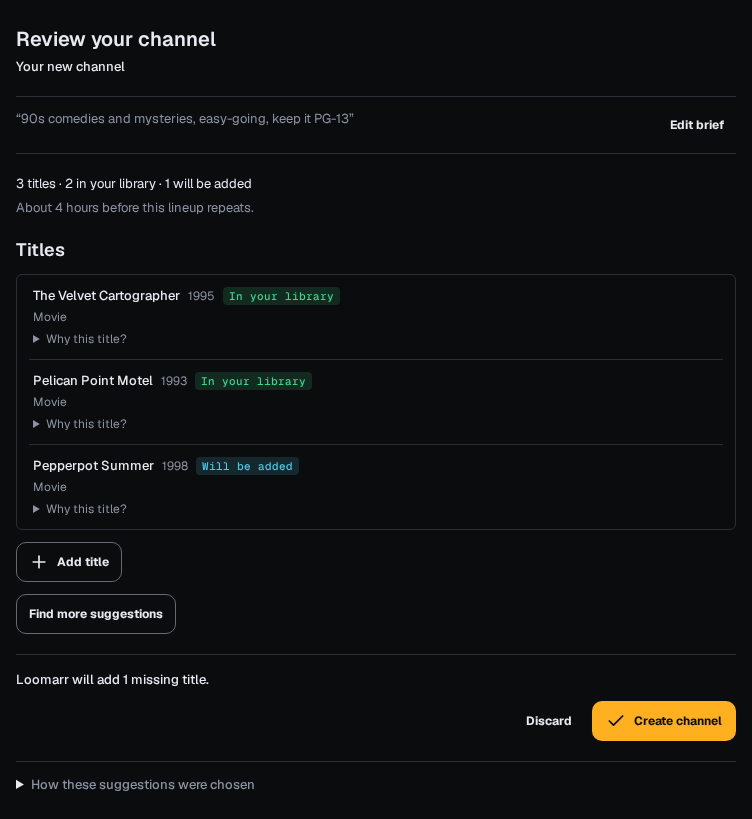 Review your channel
Your new channel
“90s comedies and mysteries, easy-going, keep it PG-13”
Edit brief
3 titles · 2 in your library · 1 will be added
About 4 hours before this lineup repeats.
Titles
The Velvet Cartographer 1995 In your library
Movie
Why this title?
Pelican Point Motel 1993 In your library
Movie
Why this title?
Pepperpot Summer 1998 Will be added
Movie
Why this title?
Add title
Find more suggestions
Loomarr will add 1 missing title.
Discard Create channel
How these suggestions were chosen